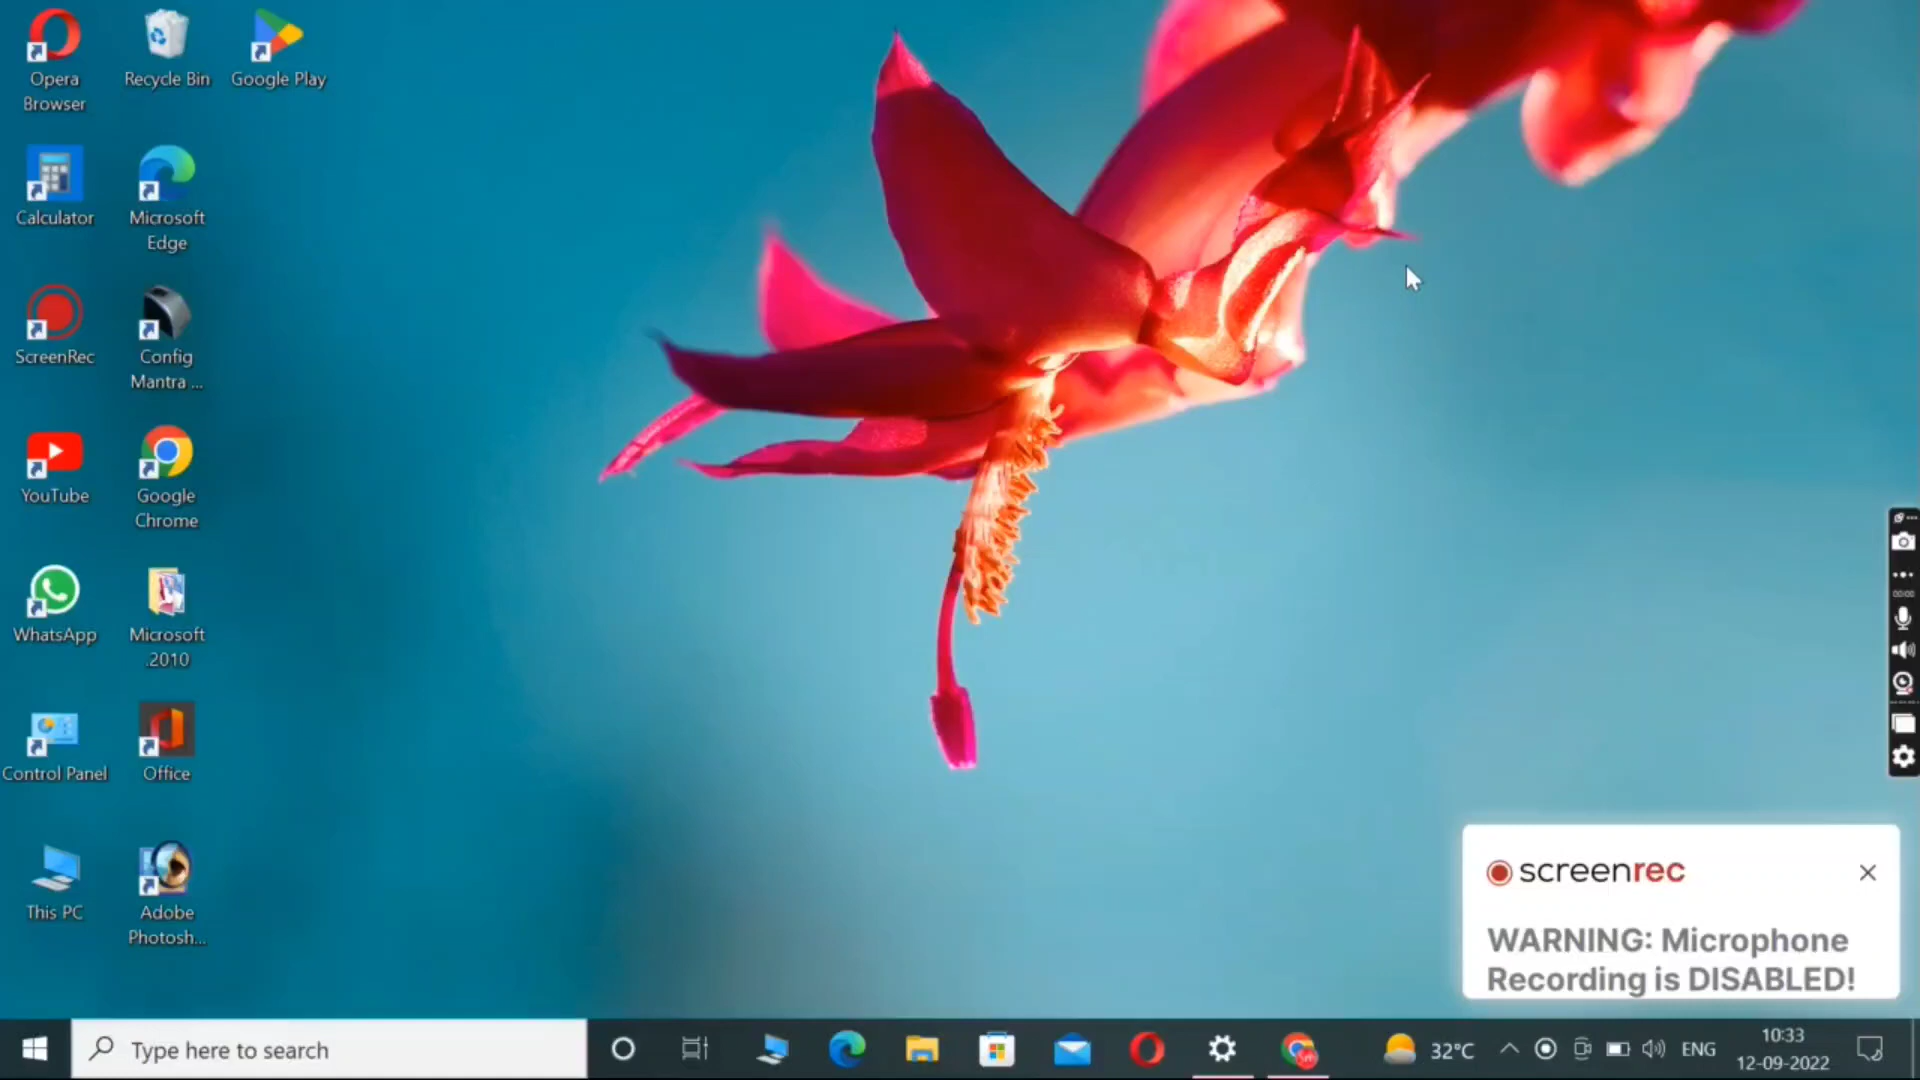 Opera
Browser
Recycle Bin
Google Play
Calculator
Microsoft
Edge
ScreenRec
Config
Mantra ...
YouTube
Google
Chrome
WhatsApp
Microsoft
.2010
Control Panel
Office
This PC
Adobe
Photosh...
00:00
screenrec
WARNING: Microphone
Recording is DISABLED!
Type here to search
32°C
ENG
10:33
12-09-2022